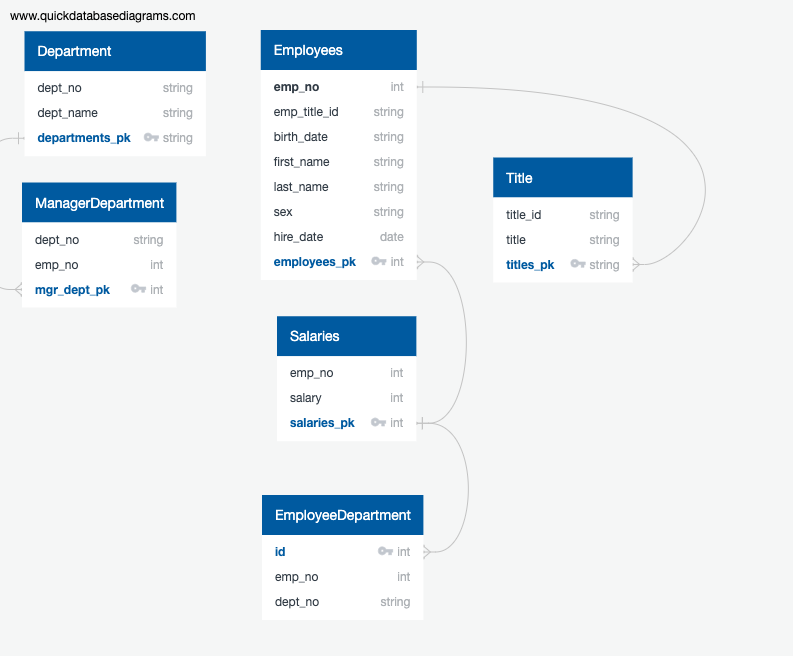 www.quickdatabasediagrams.com
Department
dept_no string
dept_name string
departments_pk string
ManagerDepartment
dept_no string
emp_no int
mgr_dept_pk int
Employees
emp_no int
emp_title_id string
birth_date string
first_name string
last_name string
sex string
hire_date date
employees_pk int
Title
title_id string
title string
titles_pk string
Salaries
emp_no int
salary int
salaries_pk int
EmployeeDepartment
id int
emp_no int
dept_no string